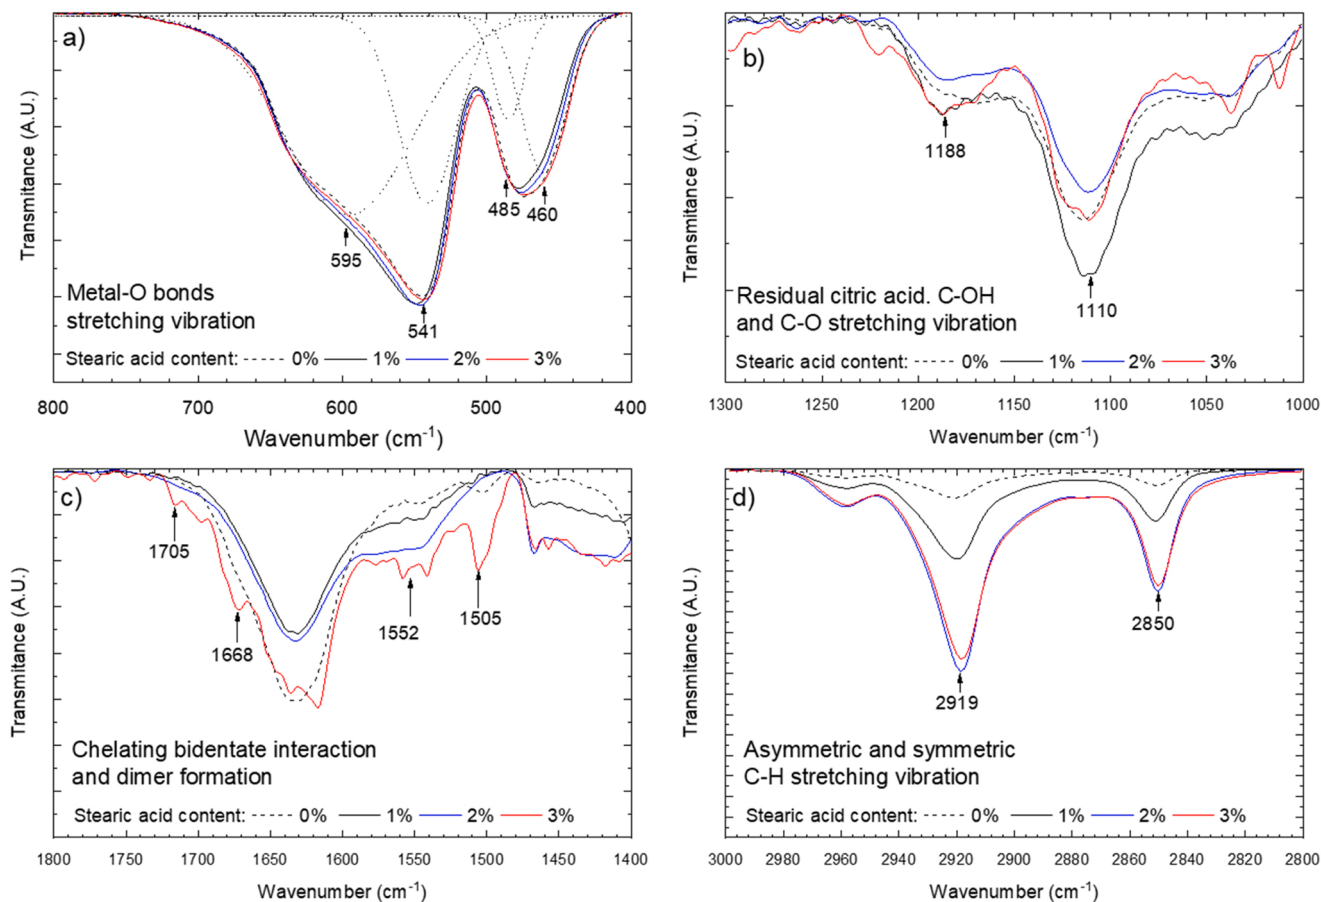 a)
Transmitance (A.U.)
595
541
485
460
Metal-O bonds
stretching vibration
Stearic acid content: 0% 1% 2% 3%
800 700 600 500 400
Wavenumber (cm⁻¹)
b)
Transmitance (A.U.)
1188
1110
Residual citric acid. C-OH
and C-O stretching vibration
Stearic acid content: 0% 1% 2% 3%
1300 1250 1200 1150 1100 1050 1000
Wavenumber (cm⁻¹)
c)
Transmitance (A.U.)
1705
1668
1552
1505
Chelating bidentate interaction
and dimer formation
Stearic acid content: 0% 1% 2% 3%
1800 1750 1700 1650 1600 1550 1500 1450 1400
Wavenumber (cm⁻¹)
d)
Transmitance (A.U.)
2919
2850
Asymmetric and symmetric
C-H stretching vibration
Stearic acid content: 0% 1% 2% 3%
3000 2980 2960 2940 2920 2900 2880 2860 2840 2820 2800
Wavenumber (cm⁻¹)